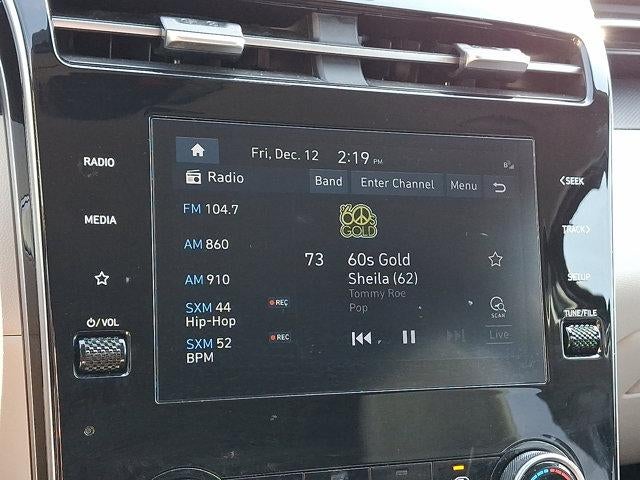 Fri, Dec. 12 2:19 PM
RADIO
Radio Band Enter Channel Menu
<SEEK
FM 104.7
60s
GOLD
MEDIA
AM 860
TRACK>
73 60s Gold
Sheila (62)
AM 910
SETUP
Tommy Roe
SXM 44 REC
Pop
Hip-Hop
SCAN
TUNE/FILE
⏻/VOL
SXM 52 REC
Live
BPM